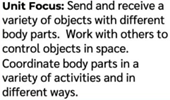 Unit Focus: Send and receive a
variety of objects with different
body parts.  Work with others to
control objects in space.
Coordinate body parts in a
variety of activities and in
different ways.